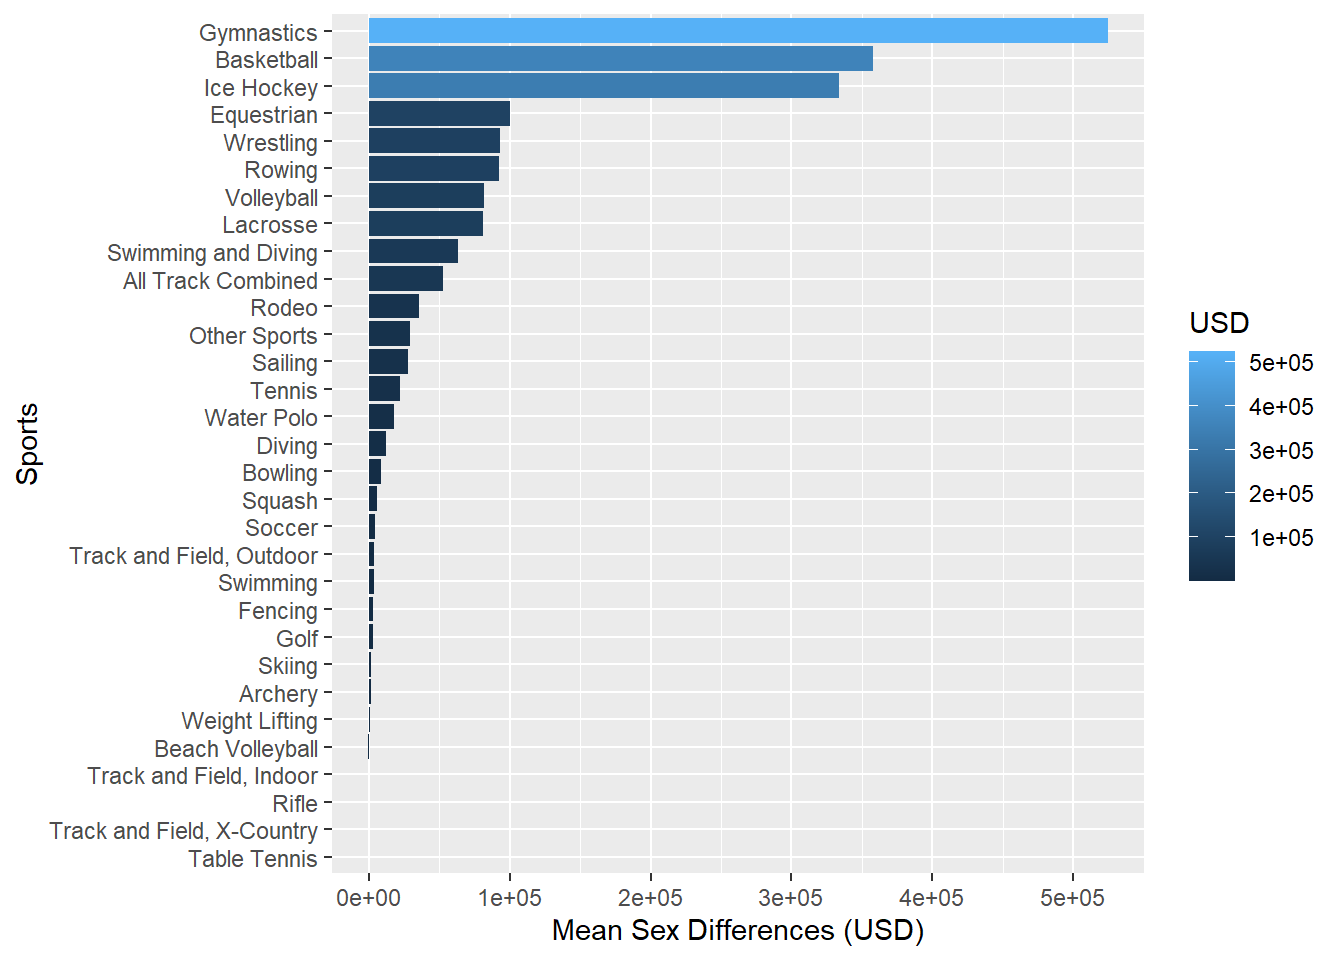 Gymnastics
Basketball
Ice Hockey
Equestrian
Wrestling
Rowing
Volleyball
Lacrosse
Swimming and Diving
All Track Combined
Rodeo
Other Sports
Sailing
Tennis
Water Polo
Diving
Bowling
Squash
Soccer
Track and Field, Outdoor
Swimming
Fencing
Golf
Skiing
Archery
Weight Lifting
Beach Volleyball
Track and Field, Indoor
Rifle
Track and Field, X-Country
Table Tennis
Sports
0e+00 1e+05 2e+05 3e+05 4e+05 5e+05
Mean Sex Differences (USD)
USD
5e+05
4e+05
3e+05
2e+05
1e+05